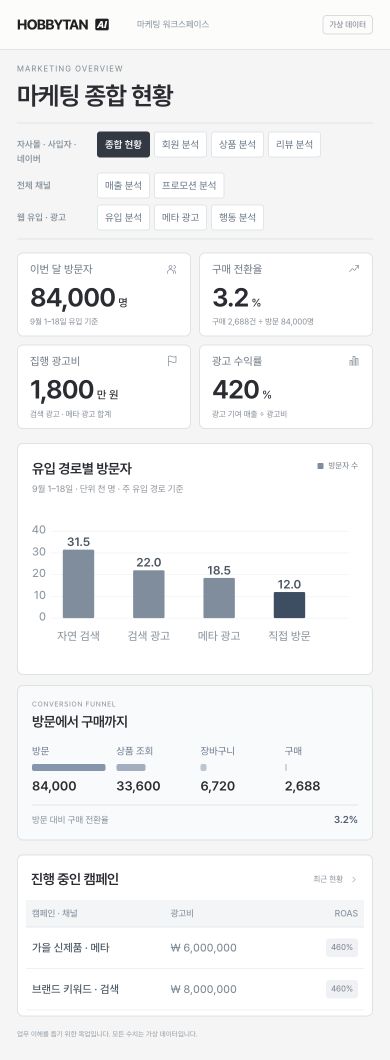 HOBBYTAN AI
마케팅 워크스페이스
가상 데이터
MARKETING OVERVIEW
마케팅 종합 현황
자사몰 · 사입자 ·
네이버
종합 현황
회원 분석
상품 분석
리뷰 분석
전체 채널
매출 분석
프로모션 분석
웹 유입 · 광고
유입 분석
메타 광고
행동 분석
이번 달 방문자
84,000 명
9월 1–18일 유입 기준
구매 전환율
3.2 %
구매 2,688건 ÷ 방문 84,000명
집행 광고비
1,800 만 원
검색 광고 · 메타 광고 합계
광고 수익률
420 %
광고 기여 매출 ÷ 광고비
유입 경로별 방문자
방문자 수
9월 1–18일 · 단위 천 명 · 주 유입 경로 기준
40
30
20
10
0
31.5
22.0
18.5
12.0
자연 검색
검색 광고
메타 광고
직접 방문
CONVERSION FUNNEL
방문에서 구매까지
방문
상품 조회
장바구니
구매
84,000
33,600
6,720
2,688
방문 대비 구매 전환율
3.2%
진행 중인 캠페인
최근 현황
캠페인 · 채널
광고비
ROAS
가을 신제품 · 메타
₩ 6,000,000
460%
브랜드 키워드 · 검색
₩ 8,000,000
460%
업무 이해를 돕기 위한 목업입니다. 모든 수치는 가상 데이터입니다.